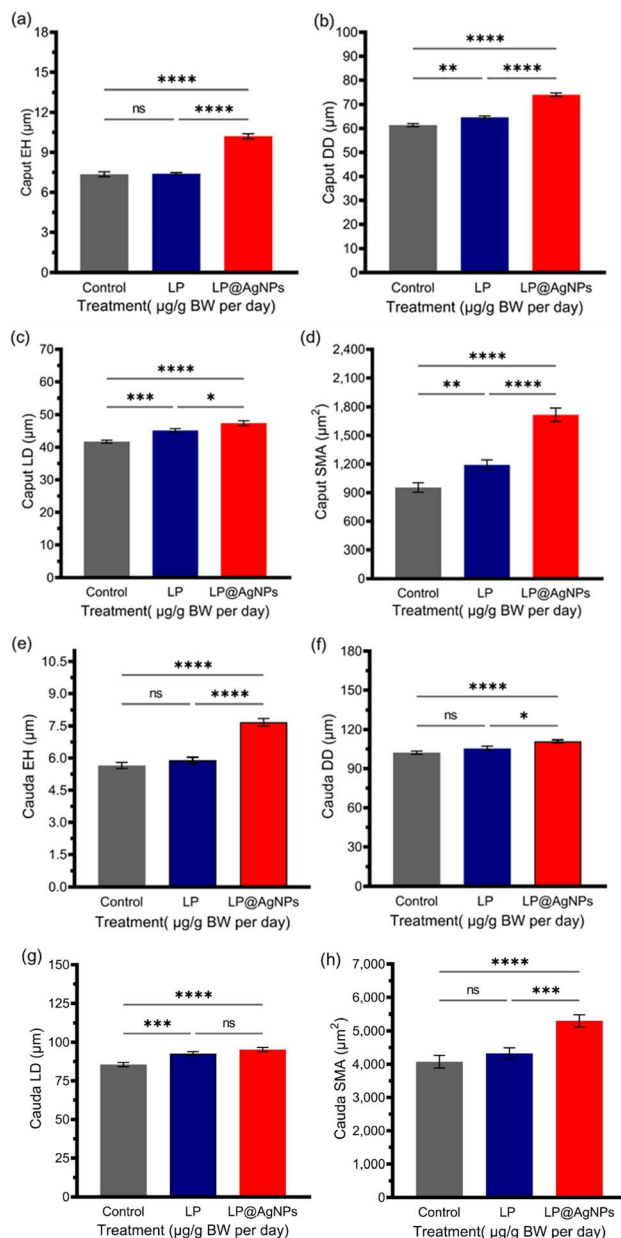 (a)
Caput EH (µm)
18
15
12
9
6
3
0
****
ns
****
Control
LP
LP@AgNPs
Treatment( µg/g BW per day)
(b)
Caput DD (µm)
100
90
80
70
60
50
40
30
20
10
0
****
**
****
Control
LP
LP@AgNPs
Treatment (µg/g BW per day)
(c)
Caput LD (µm)
70
60
50
40
30
20
10
0
****
***
*
Control
LP
LP@AgNPs
Treatment( µg/g BW per day)
(d)
Caput SMA (µm²)
2,400
2,100
1,800
1,500
1,200
900
600
300
0
****
**
****
Control
LP
LP@AgNPs
Treatment( µg/g BW per day)
(e)
Cauda EH (µm)
10.5
9.0
7.5
6.0
4.5
3.0
1.5
0.0
****
ns
****
Control
LP
LP@AgNPs
Treatment( µg/g BW per day)
(f)
Cauda DD (µm)
180
150
120
90
60
30
0
****
ns
*
Control
LP
LP@AgNPs
Treatment( µg/g BW per day)
(g)
Cauda LD (µm)
150
125
100
75
50
25
0
****
***
ns
Control
LP
LP@AgNPs
Treatment (µg/g BW per day)
(h)
Cauda SMA (µm²)
7,000
6,000
5,000
4,000
3,000
2,000
1,000
0
****
ns
***
Control
LP
LP@AgNPs
Treatment( µg/g BW per day)